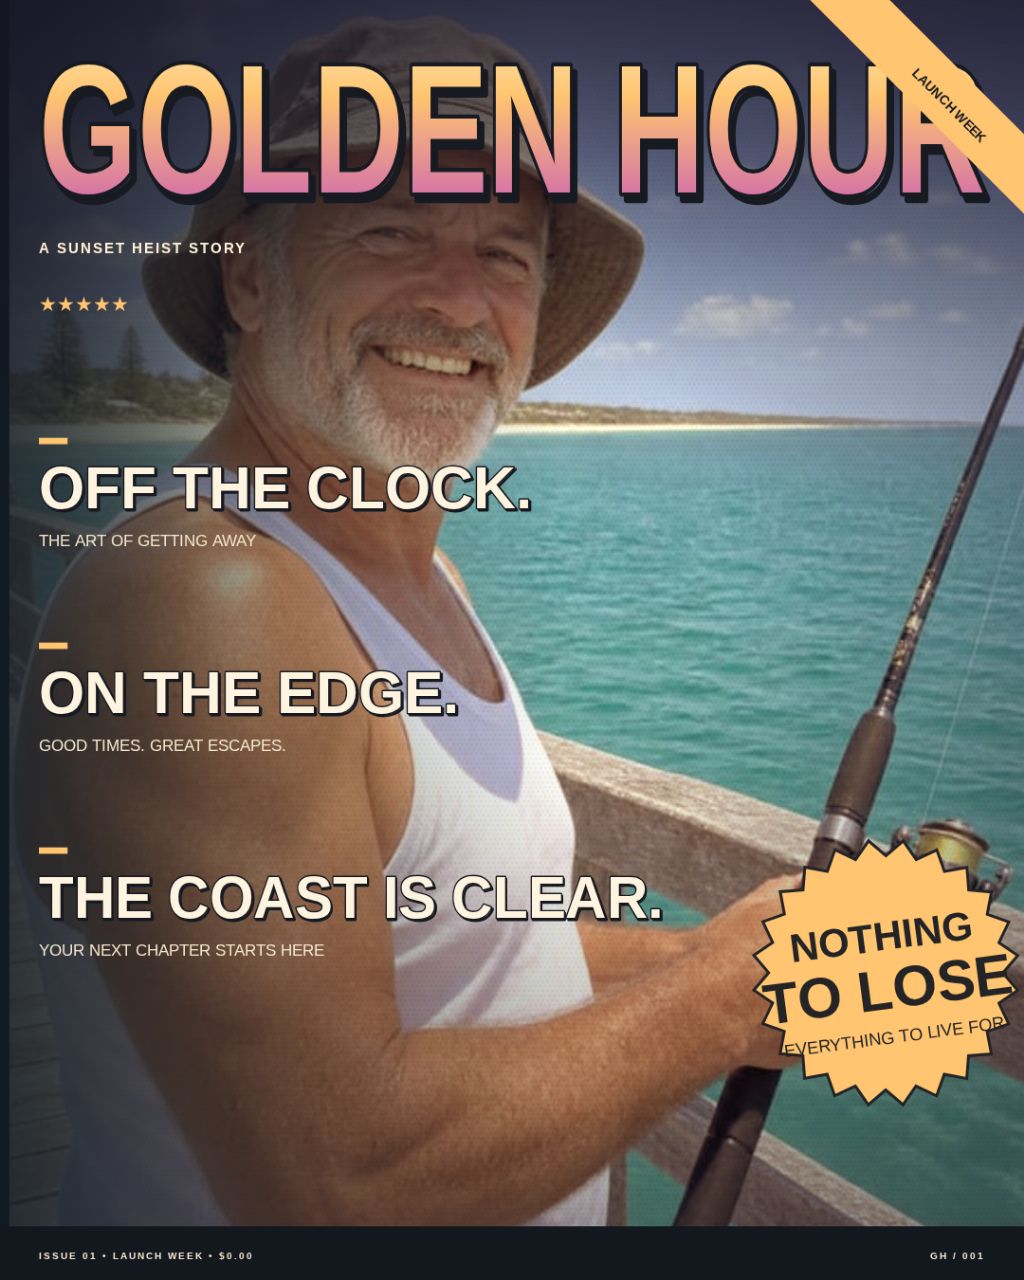 GOLDEN HOUR
LAUNCH WEEK
A SUNSET HEIST STORY
★★★★★
OFF THE CLOCK.
THE ART OF GETTING AWAY
ON THE EDGE.
GOOD TIMES. GREAT ESCAPES.
THE COAST IS CLEAR.
YOUR NEXT CHAPTER STARTS HERE
NOTHING
TO LOSE
EVERYTHING TO LIVE FOR
ISSUE 01 • LAUNCH WEEK • $0.00
GH / 001